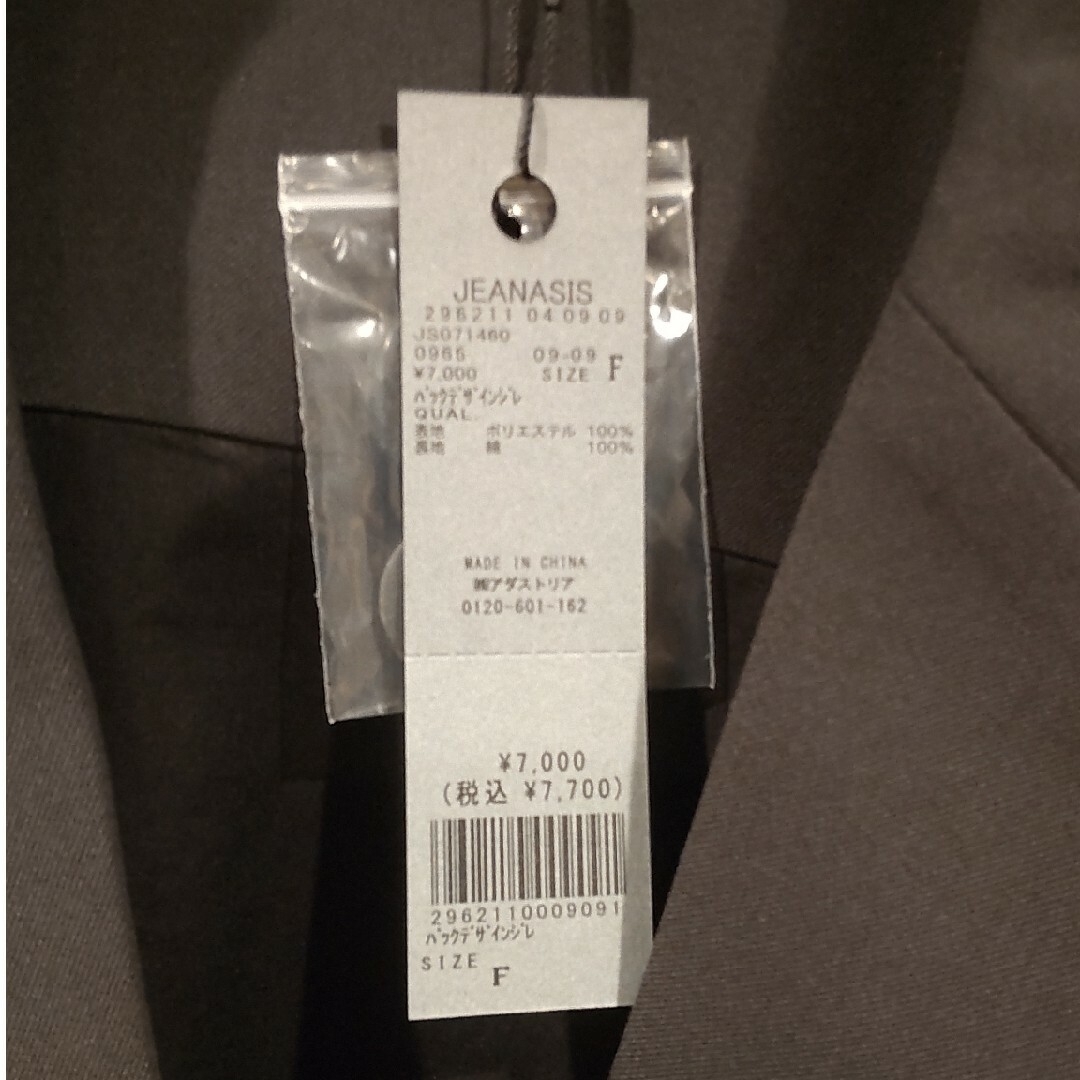 JEANASIS
296211 04 09 09
JS071460
0965 09-09
¥7,000 SIZE F
ﾊﾞｯｸﾃﾞｻﾞｲﾝｼﾞﾚ
QUAL.
表地 ポリエステル 100%
裏地 綿 100%
MADE IN CHINA
㈱アダストリア
0120-601-162
¥7,000
(税込 ¥7,700)
2962110009091
ﾊﾞｯｸﾃﾞｻﾞｲﾝｼﾞﾚ
SIZE F